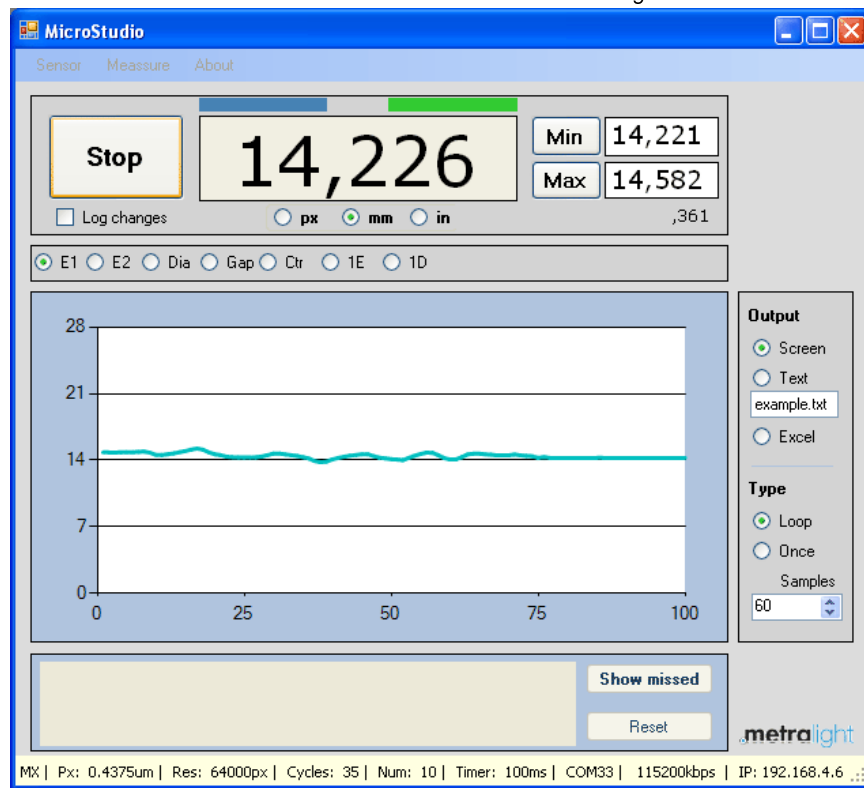 MicroStudio
Sensor Meassure About
Stop
14,226
Min 14,221
Max 14,582
Log changes
px mm in
,361
E1 E2 Dia Gap Ctr 1E 1D
28
21
14
7
0
0 25 50 75 100
Output
Screen
Text
example.txt
Excel
Type
Loop
Once
Samples
60
Show missed
Reset
metralight
MX | Px: 0.4375um | Res: 64000px | Cycles: 35 | Num: 10 | Timer: 100ms | COM33 | 115200kbps | IP: 192.168.4.6